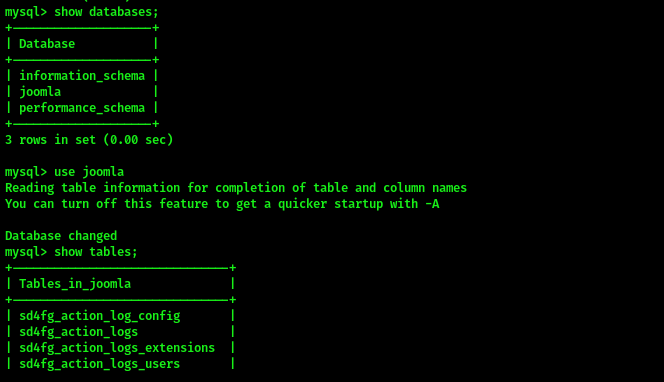 mysql> show databases;
+--------------------+
| Database           |
+--------------------+
| information_schema |
| joomla             |
| performance_schema |
+--------------------+
3 rows in set (0.00 sec)
mysql> use joomla
Reading table information for completion of table and column names
You can turn off this feature to get a quicker startup with -A
Database changed
mysql> show tables;
+-------------------------------+
| Tables_in_joomla              |
+-------------------------------+
| sd4fg_action_log_config       |
| sd4fg_action_logs             |
| sd4fg_action_logs_extensions  |
| sd4fg_action_logs_users       |